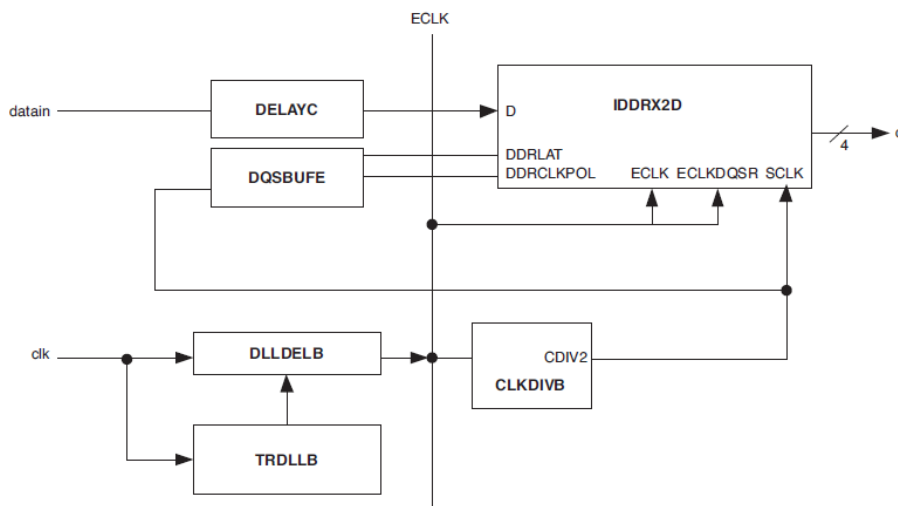 ECLK
datain
DELAYC
D
IDDRX2D
4
DQSBUFE
DDRLAT
DDRCLKPOL
ECLK ECLKDQSR SCLK
clk
DLLDELB
CDIV2
CLKDIVB
TRDLLB